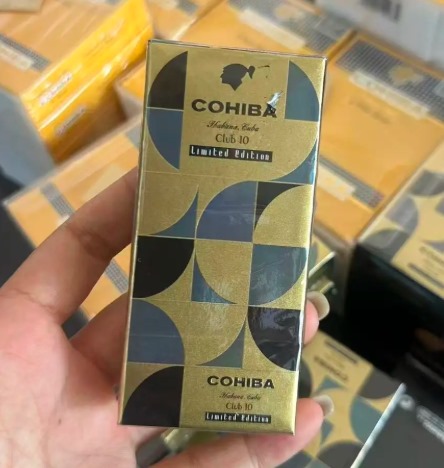 COHIBA
Habana, Cuba
Club 10
Limited Edition
COHIBA
Habana, Cuba
Club 10
Limited Edition